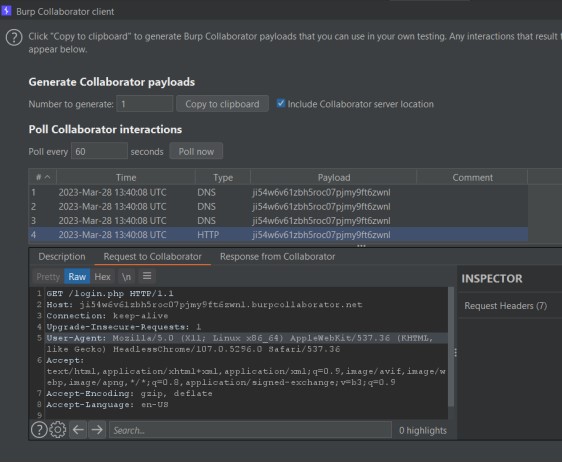 Burp Collaborator client
? Click "Copy to clipboard" to generate Burp Collaborator payloads that you can use in your own testing. Any interactions that result
appear below.
Generate Collaborator payloads
Number to generate: 1 Copy to clipboard Include Collaborator server location
Poll Collaborator interactions
Poll every 60 seconds Poll now
# Time Type Payload Comment
1 2023-Mar-28 13:40:08 UTC DNS ji54w6v61zbh5roc07pjmy9ft6zwnl
2 2023-Mar-28 13:40:08 UTC DNS ji54w6v61zbh5roc07pjmy9ft6zwnl
3 2023-Mar-28 13:40:08 UTC DNS ji54w6v61zbh5roc07pjmy9ft6zwnl
4 2023-Mar-28 13:40:08 UTC HTTP ji54w6v61zbh5roc07pjmy9ft6zwnl
Description Request to Collaborator Response from Collaborator
Pretty Raw Hex \n
INSPECTOR
Request Headers (7)
1 GET /login.php HTTP/1.1
2 Host: ji54w6v61zbh5roc07pjmy9ft6zwnl.burpcollaborator.net
3 Connection: keep-alive
4 Upgrade-Insecure-Requests: 1
5 User-Agent: Mozilla/5.0 (X11; Linux x86_64) AppleWebKit/537.36 (KHTML,
like Gecko) HeadlessChrome/107.0.5296.0 Safari/537.36
6 Accept:
text/html,application/xhtml+xml,application/xml;q=0.9,image/avif,image/w
ebp,image/apng,*/*;q=0.8,application/signed-exchange;v=b3;q=0.9
7 Accept-Encoding: gzip, deflate
8 Accept-Language: en-US
9
? Search... 0 highlights